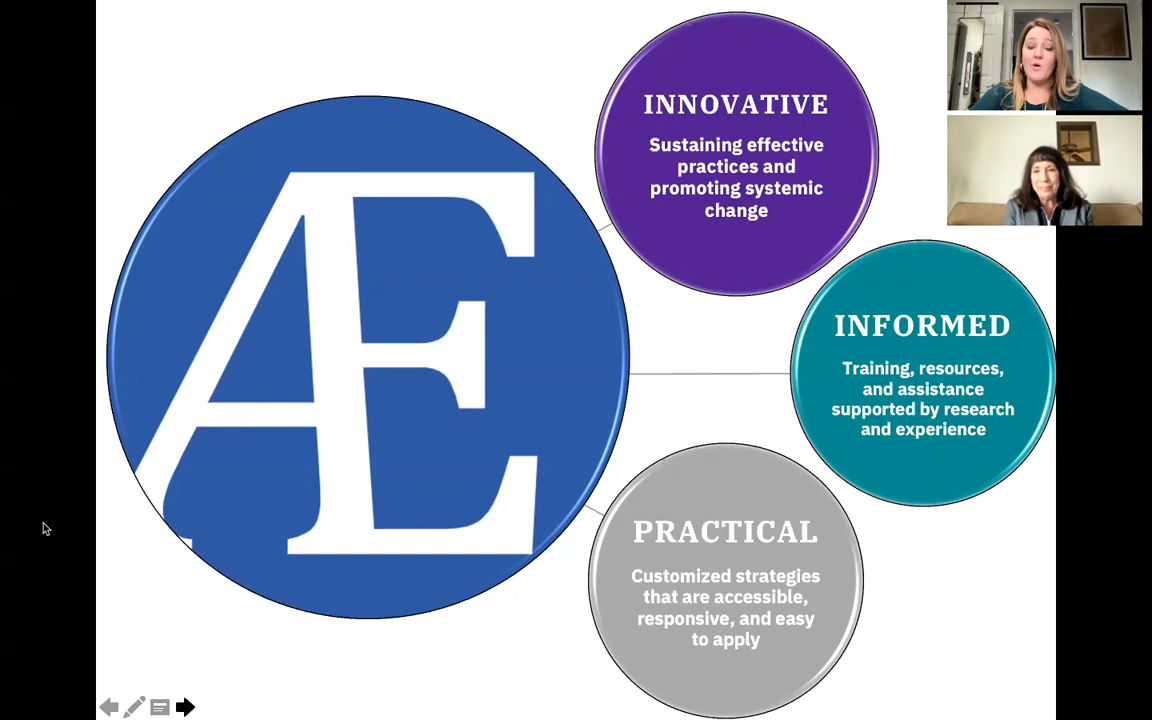 Æ
INNOVATIVE
Sustaining effective
practices and
promoting systemic
change
INFORMED
Training, resources,
and assistance
supported by research
and experience
PRACTICAL
Customized strategies
that are accessible,
responsive, and easy
to apply